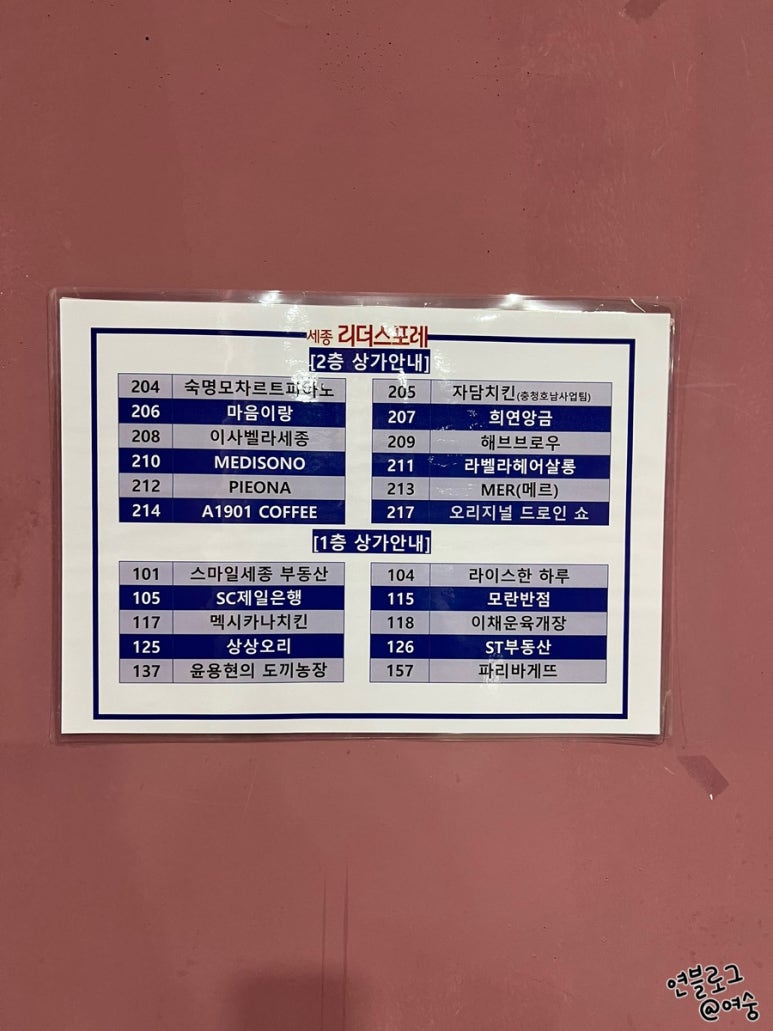 세종 리더스포레
[2층 상가안내]
204 숙명모차르트피아노 205 자담치킨(충청호남사업팀)
206 마음이랑 207 희연앙금
208 이사벨라세종 209 해브브로우
210 MEDISONO 211 라벨라헤어살롱
212 PIEONA 213 MER(메르)
214 A1901 COFFEE 217 오리지널 드로인 쇼
[1층 상가안내]
101 스마일세종 부동산 104 라이스한 하루
105 SC제일은행 115 모란반점
117 멕시카나치킨 118 이채운육개장
125 상상오리 126 ST부동산
137 윤용현의 도끼농장 157 파리바게뜨
연블로그
@여숭